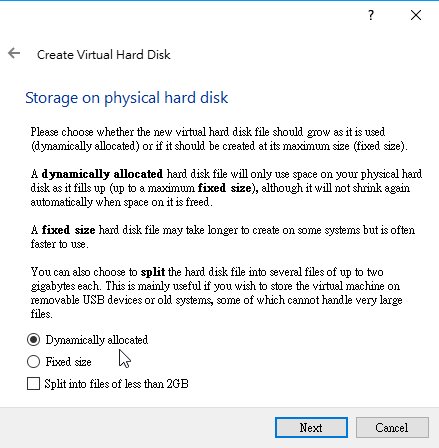 ?
Create Virtual Hard Disk
Storage on physical hard disk
Please choose whether the new virtual hard disk file should grow as it is used
(dynamically allocated) or if it should be created at its maximum size (fixed size).
A dynamically allocated hard disk file will only use space on your physical hard
disk as it fills up (up to a maximum fixed size), although it will not shrink again
automatically when space on it is freed.
A fixed size hard disk file may take longer to create on some systems but is often
faster to use.
You can also choose to split the hard disk file into several files of up to two
gigabytes each. This is mainly useful if you wish to store the virtual machine on
removable USB devices or old systems, some of which cannot handle very large
files.
Dynamically allocated
Fixed size
Split into files of less than 2GB
Next Cancel